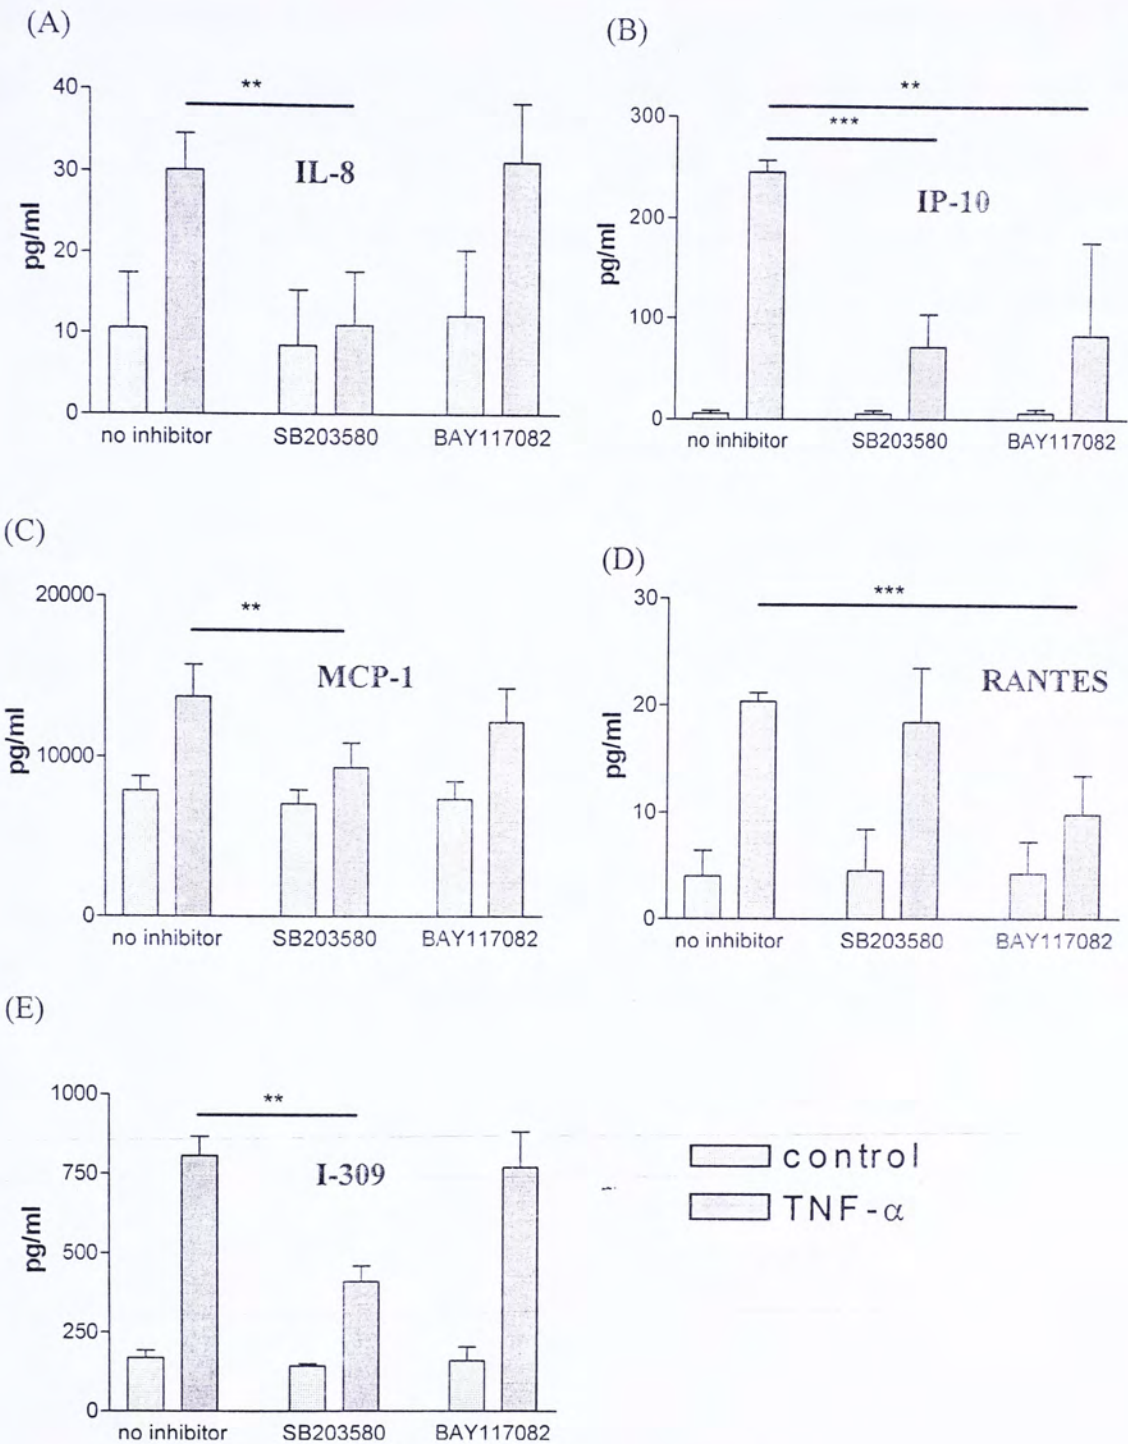 (A)
**
40
30
20
10
0
pg/ml
IL-8
no inhibitor SB203580 BAY117082
(B)
**
***
300
200
100
0
pg/ml
IP-10
no inhibitor SB203580 BAY117082
(C)
**
20000
10000
0
pg/ml
MCP-1
no inhibitor SB203580 BAY117082
(D)
***
30
20
10
0
pg/ml
RANTES
no inhibitor SB203580 BAY117082
(E)
**
1000
750
500
250
0
pg/ml
I-309
no inhibitor SB203580 BAY117082
control
TNF-α